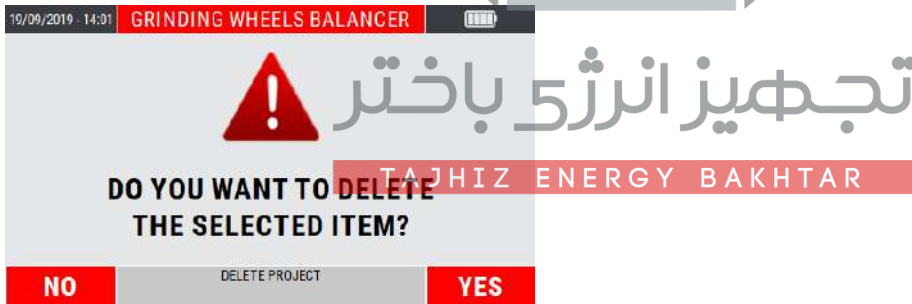 19/09/2019 - 14:01 GRINDING WHEELS BALANCER
تجهیز انرژی باختر
TAJHIZ ENERGY BAKHTAR
DO YOU WANT TO DELETE
THE SELECTED ITEM?
NO DELETE PROJECT YES